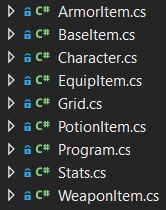 C# ArmorItem.cs
C# BaseItem.cs
C# Character.cs
C# EquipItem.cs
C# Grid.cs
C# PotionItem.cs
C# Program.cs
C# Stats.cs
C# WeaponItem.cs